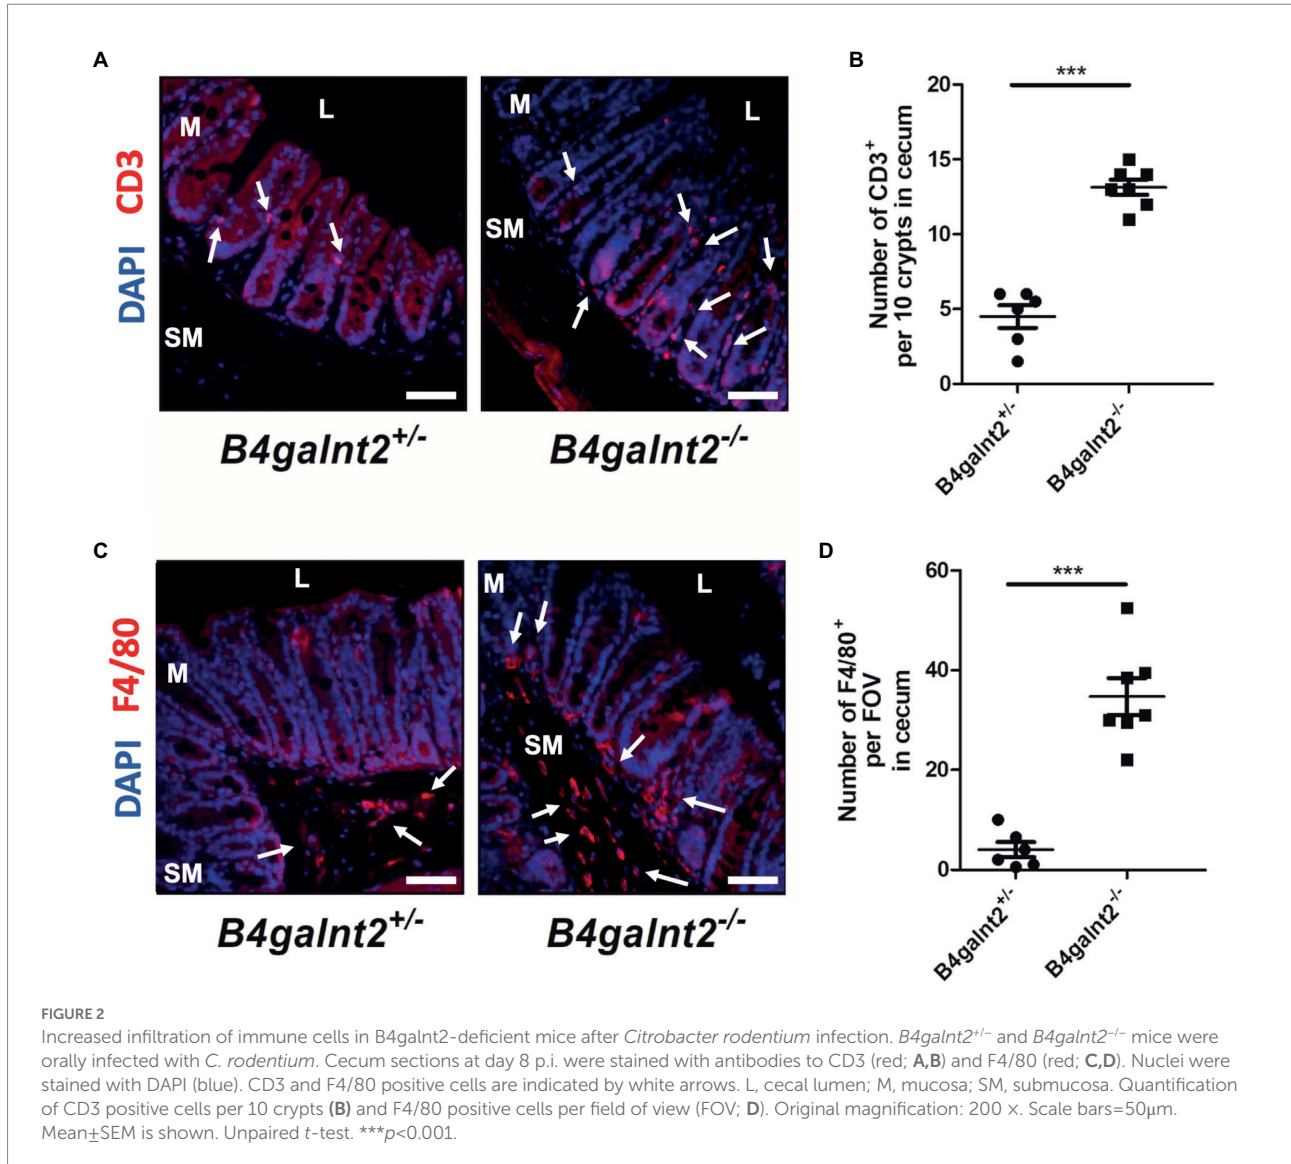 A
DAPI CD3
L
M
SM
M
L
SM
B4galnt2+/-
B4galnt2-/-
B
***
Number of CD3+
per 10 crypts in cecum
20
15
10
5
0
B4galnt2+/-
B4galnt2-/-
C
DAPI F4/80
L
M
SM
M
L
SM
B4galnt2+/-
B4galnt2-/-
D
***
Number of F4/80+
per FOV
in cecum
60
40
20
0
B4galnt2+/-
B4galnt2-/-
FIGURE 2
Increased infiltration of immune cells in B4galnt2-deficient mice after Citrobacter rodentium infection. B4galnt2+/– and B4galnt2–/– mice were
orally infected with C. rodentium. Cecum sections at day 8 p.i. were stained with antibodies to CD3 (red; A,B) and F4/80 (red; C,D). Nuclei were
stained with DAPI (blue). CD3 and F4/80 positive cells are indicated by white arrows. L, cecal lumen; M, mucosa; SM, submucosa. Quantification
of CD3 positive cells per 10 crypts (B) and F4/80 positive cells per field of view (FOV; D). Original magnification: 200 ×. Scale bars=50μm.
Mean±SEM is shown. Unpaired t-test. ***p<0.001.